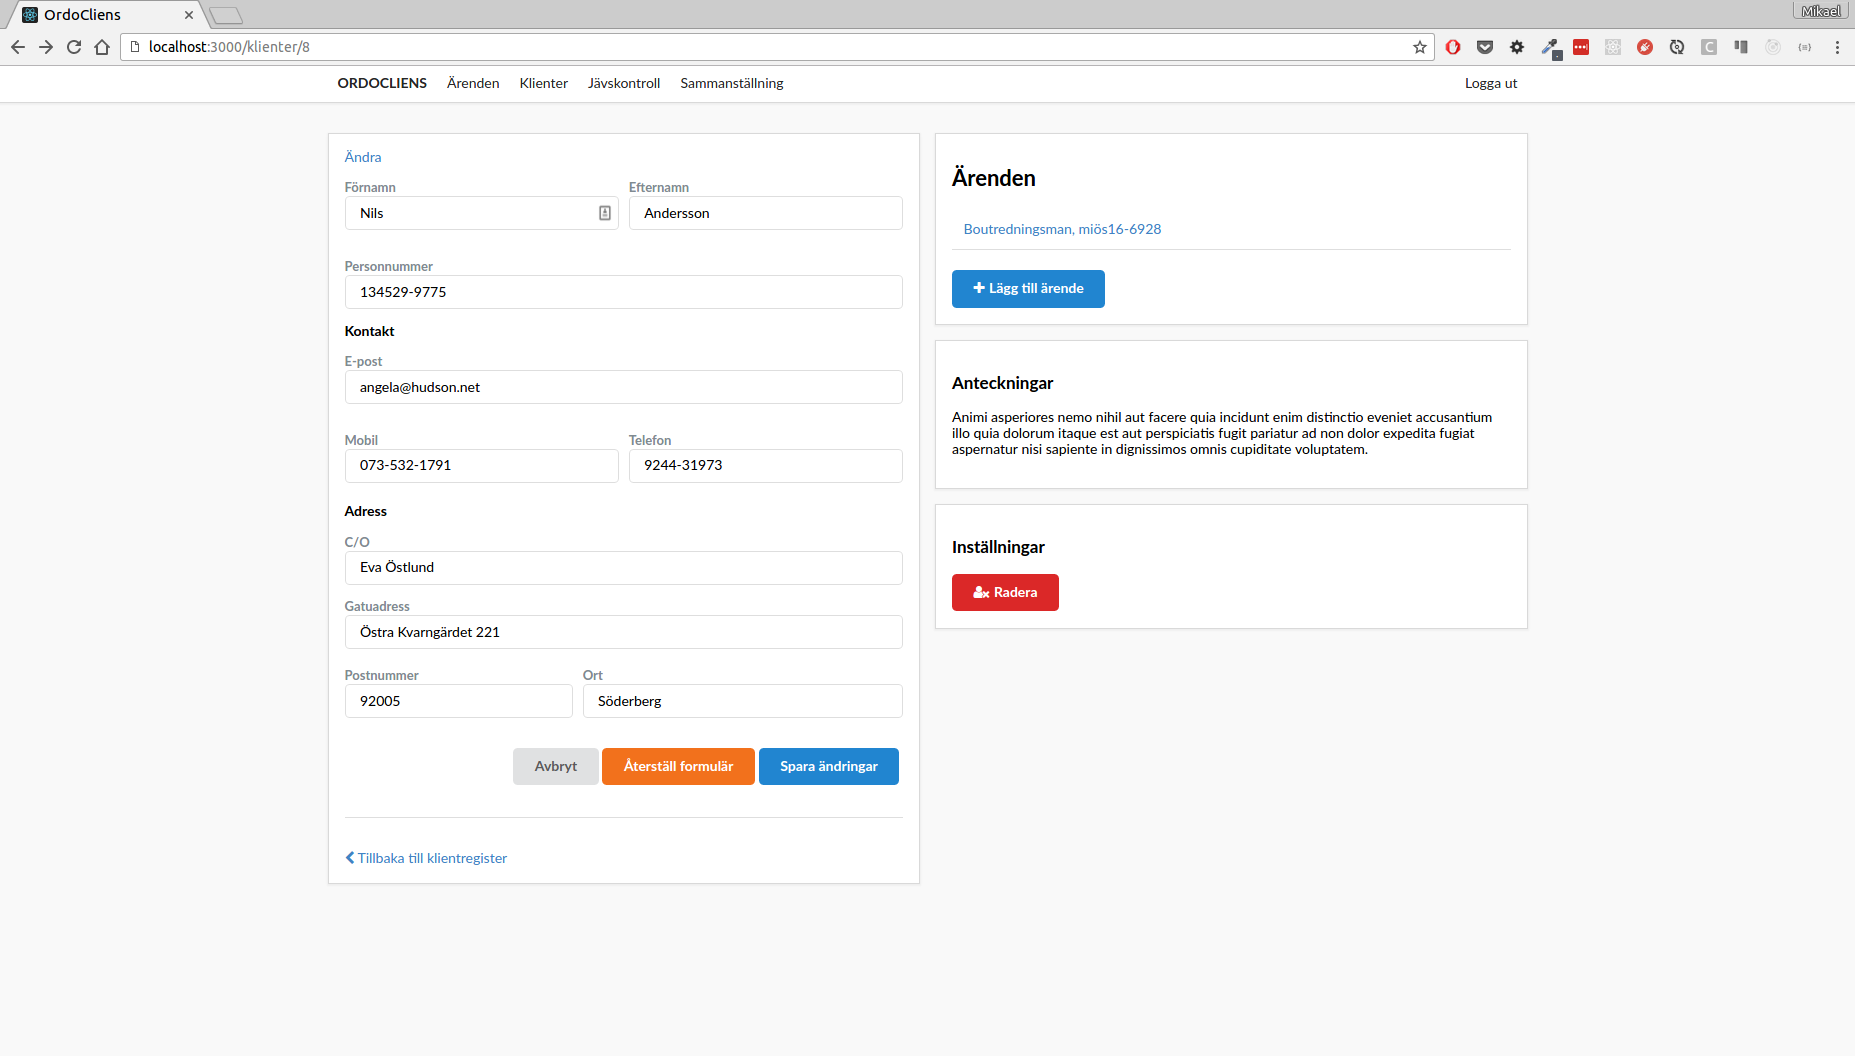 OrdoCliens
Mikael
localhost:3000/klienter/8
ORDOCLIENS Ärenden Klienter Jävskontroll Sammanställning Logga ut
Ändra
Förnamn Efternamn
Nils Andersson
Personnummer
134529-9775
Kontakt
E-post
angela@hudson.net
Mobil Telefon
073-532-1791 9244-31973
Adress
C/O
Eva Östlund
Gatuadress
Östra Kvarngärdet 221
Postnummer Ort
92005 Söderberg
Avbryt Återställ formulär Spara ändringar
Tillbaka till klientregister
Ärenden
Boutredningsman, miös16-6928
Lägg till ärende
Anteckningar
Animi asperiores nemo nihil aut facere quia incidunt enim distinctio eveniet accusantium
illo quia dolorum itaque est aut perspiciatis fugit pariatur ad non dolor expedita fugiat
aspernatur nisi sapiente in dignissimos omnis cupiditate voluptatem.
Inställningar
Radera